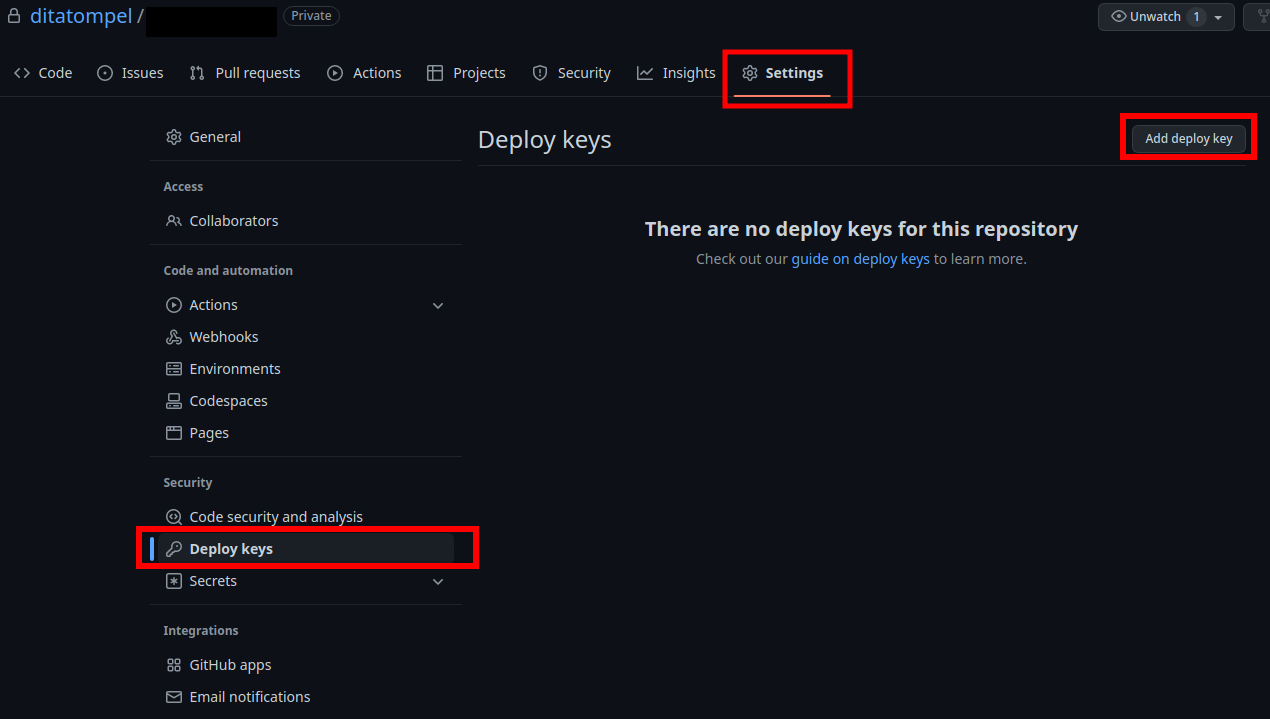 ditatompel / Private Unwatch 1
Code Issues Pull requests Actions Projects Security Insights Settings
General
Access
Collaborators
Code and automation
Actions
Webhooks
Environments
Codespaces
Pages
Security
Code security and analysis
Deploy keys
Secrets
Integrations
GitHub apps
Email notifications
Deploy keys Add deploy key
There are no deploy keys for this repository
Check out our guide on deploy keys to learn more.